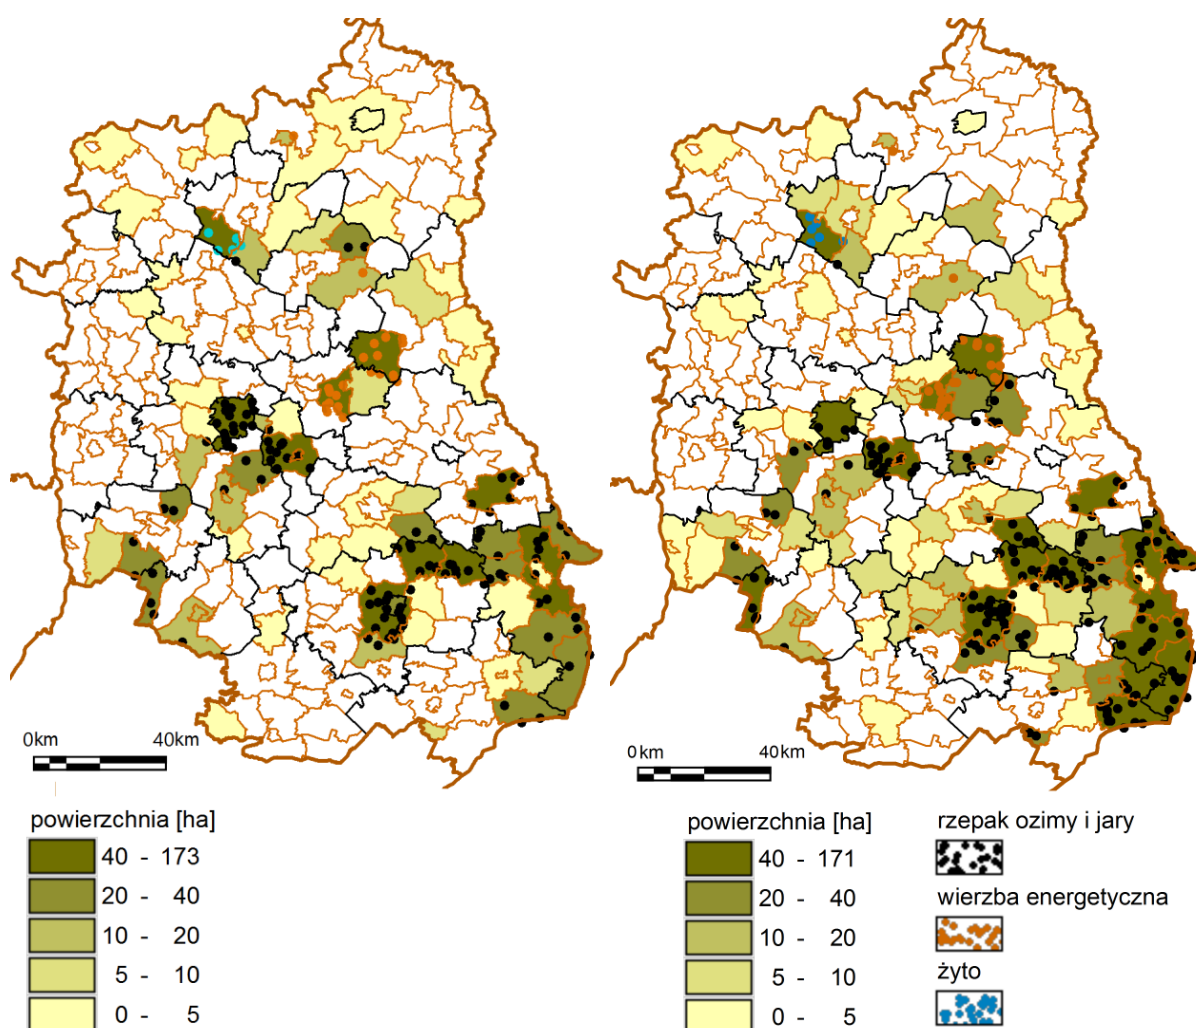 0km 40km
0km 40km
powierzchnia [ha]
40 - 173
20 - 40
10 - 20
5 - 10
0 - 5
powierzchnia [ha]
40 - 171
20 - 40
10 - 20
5 - 10
0 - 5
rzepak ozimy i jary
wierzba energetyczna
żyto